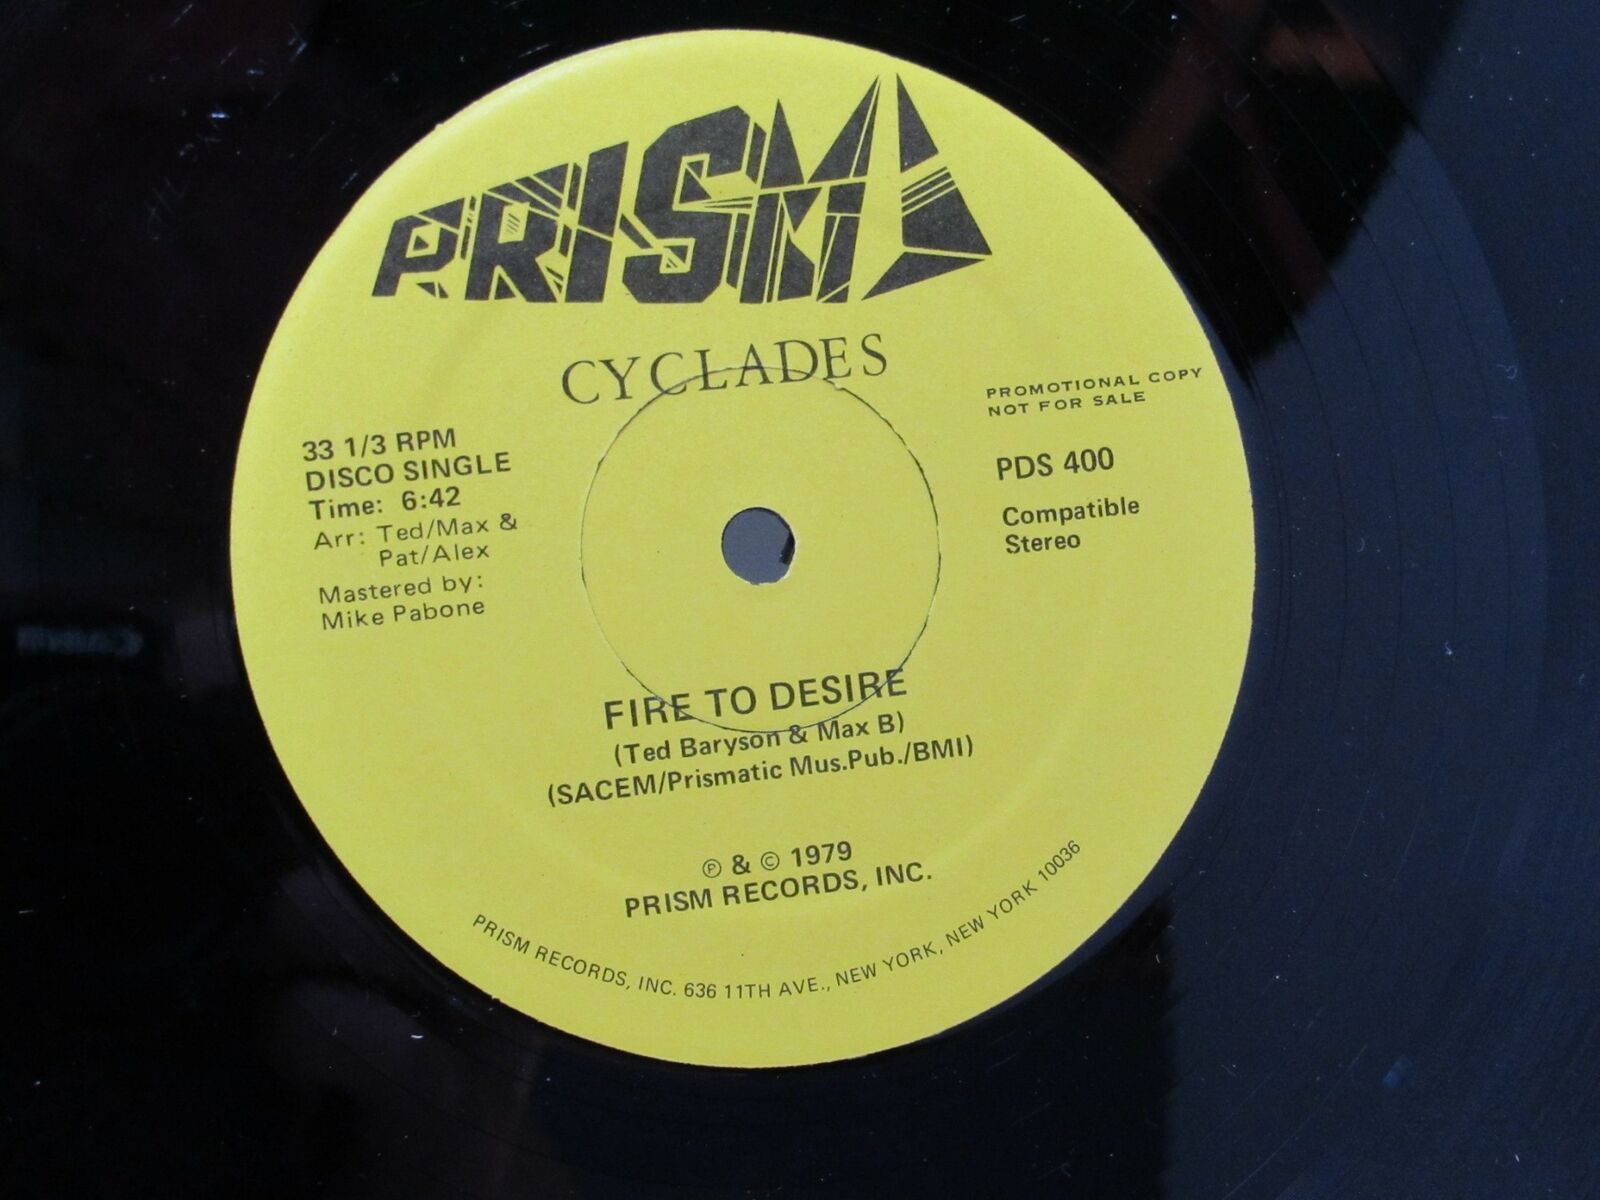 PRISM
CYCLADES
PROMOTIONAL COPY
NOT FOR SALE
33 1/3 RPM
DISCO SINGLE
Time: 6:42
Arr: Ted/Max &
Pat/Alex
Mastered by:
Mike Pabone
PDS 400
Compatible
Stereo
FIRE TO DESIRE
(Ted Baryson & Max B)
(SACEM/Prismatic Mus.Pub./BMI)
℗ & © 1979
PRISM RECORDS, INC.
PRISM RECORDS, INC. 636 11TH AVE., NEW YORK, NEW YORK 10036